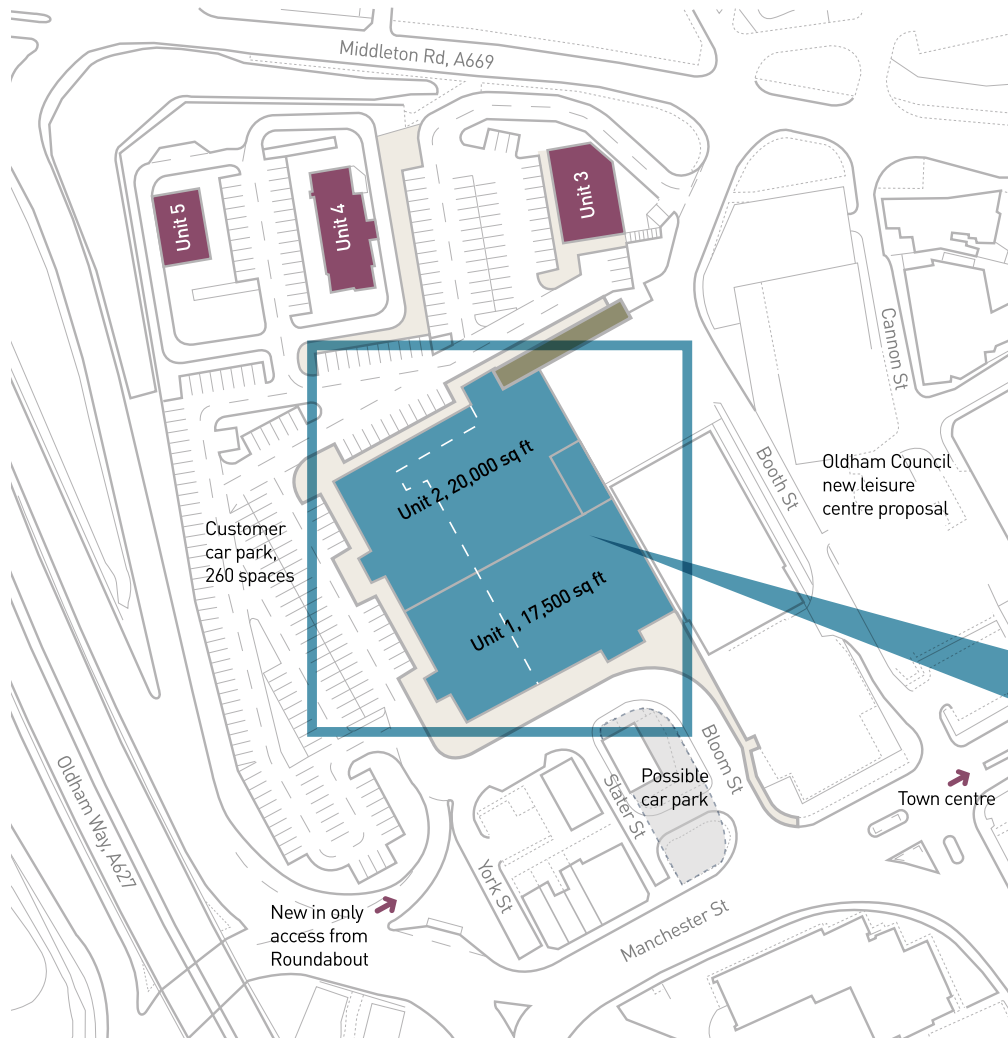 Middleton Rd, A669
Unit 5
Unit 4
Unit 3
Cannon St
Unit 2, 20,000 sq ft
Booth St
Oldham Council
new leisure
centre proposal
Customer
car park,
260 spaces
Unit 1, 17,500 sq ft
Oldham Way, A627
Bloom St
Possible
car park
Slater St
Town centre
York St
New in only
access from
Roundabout
Manchester St